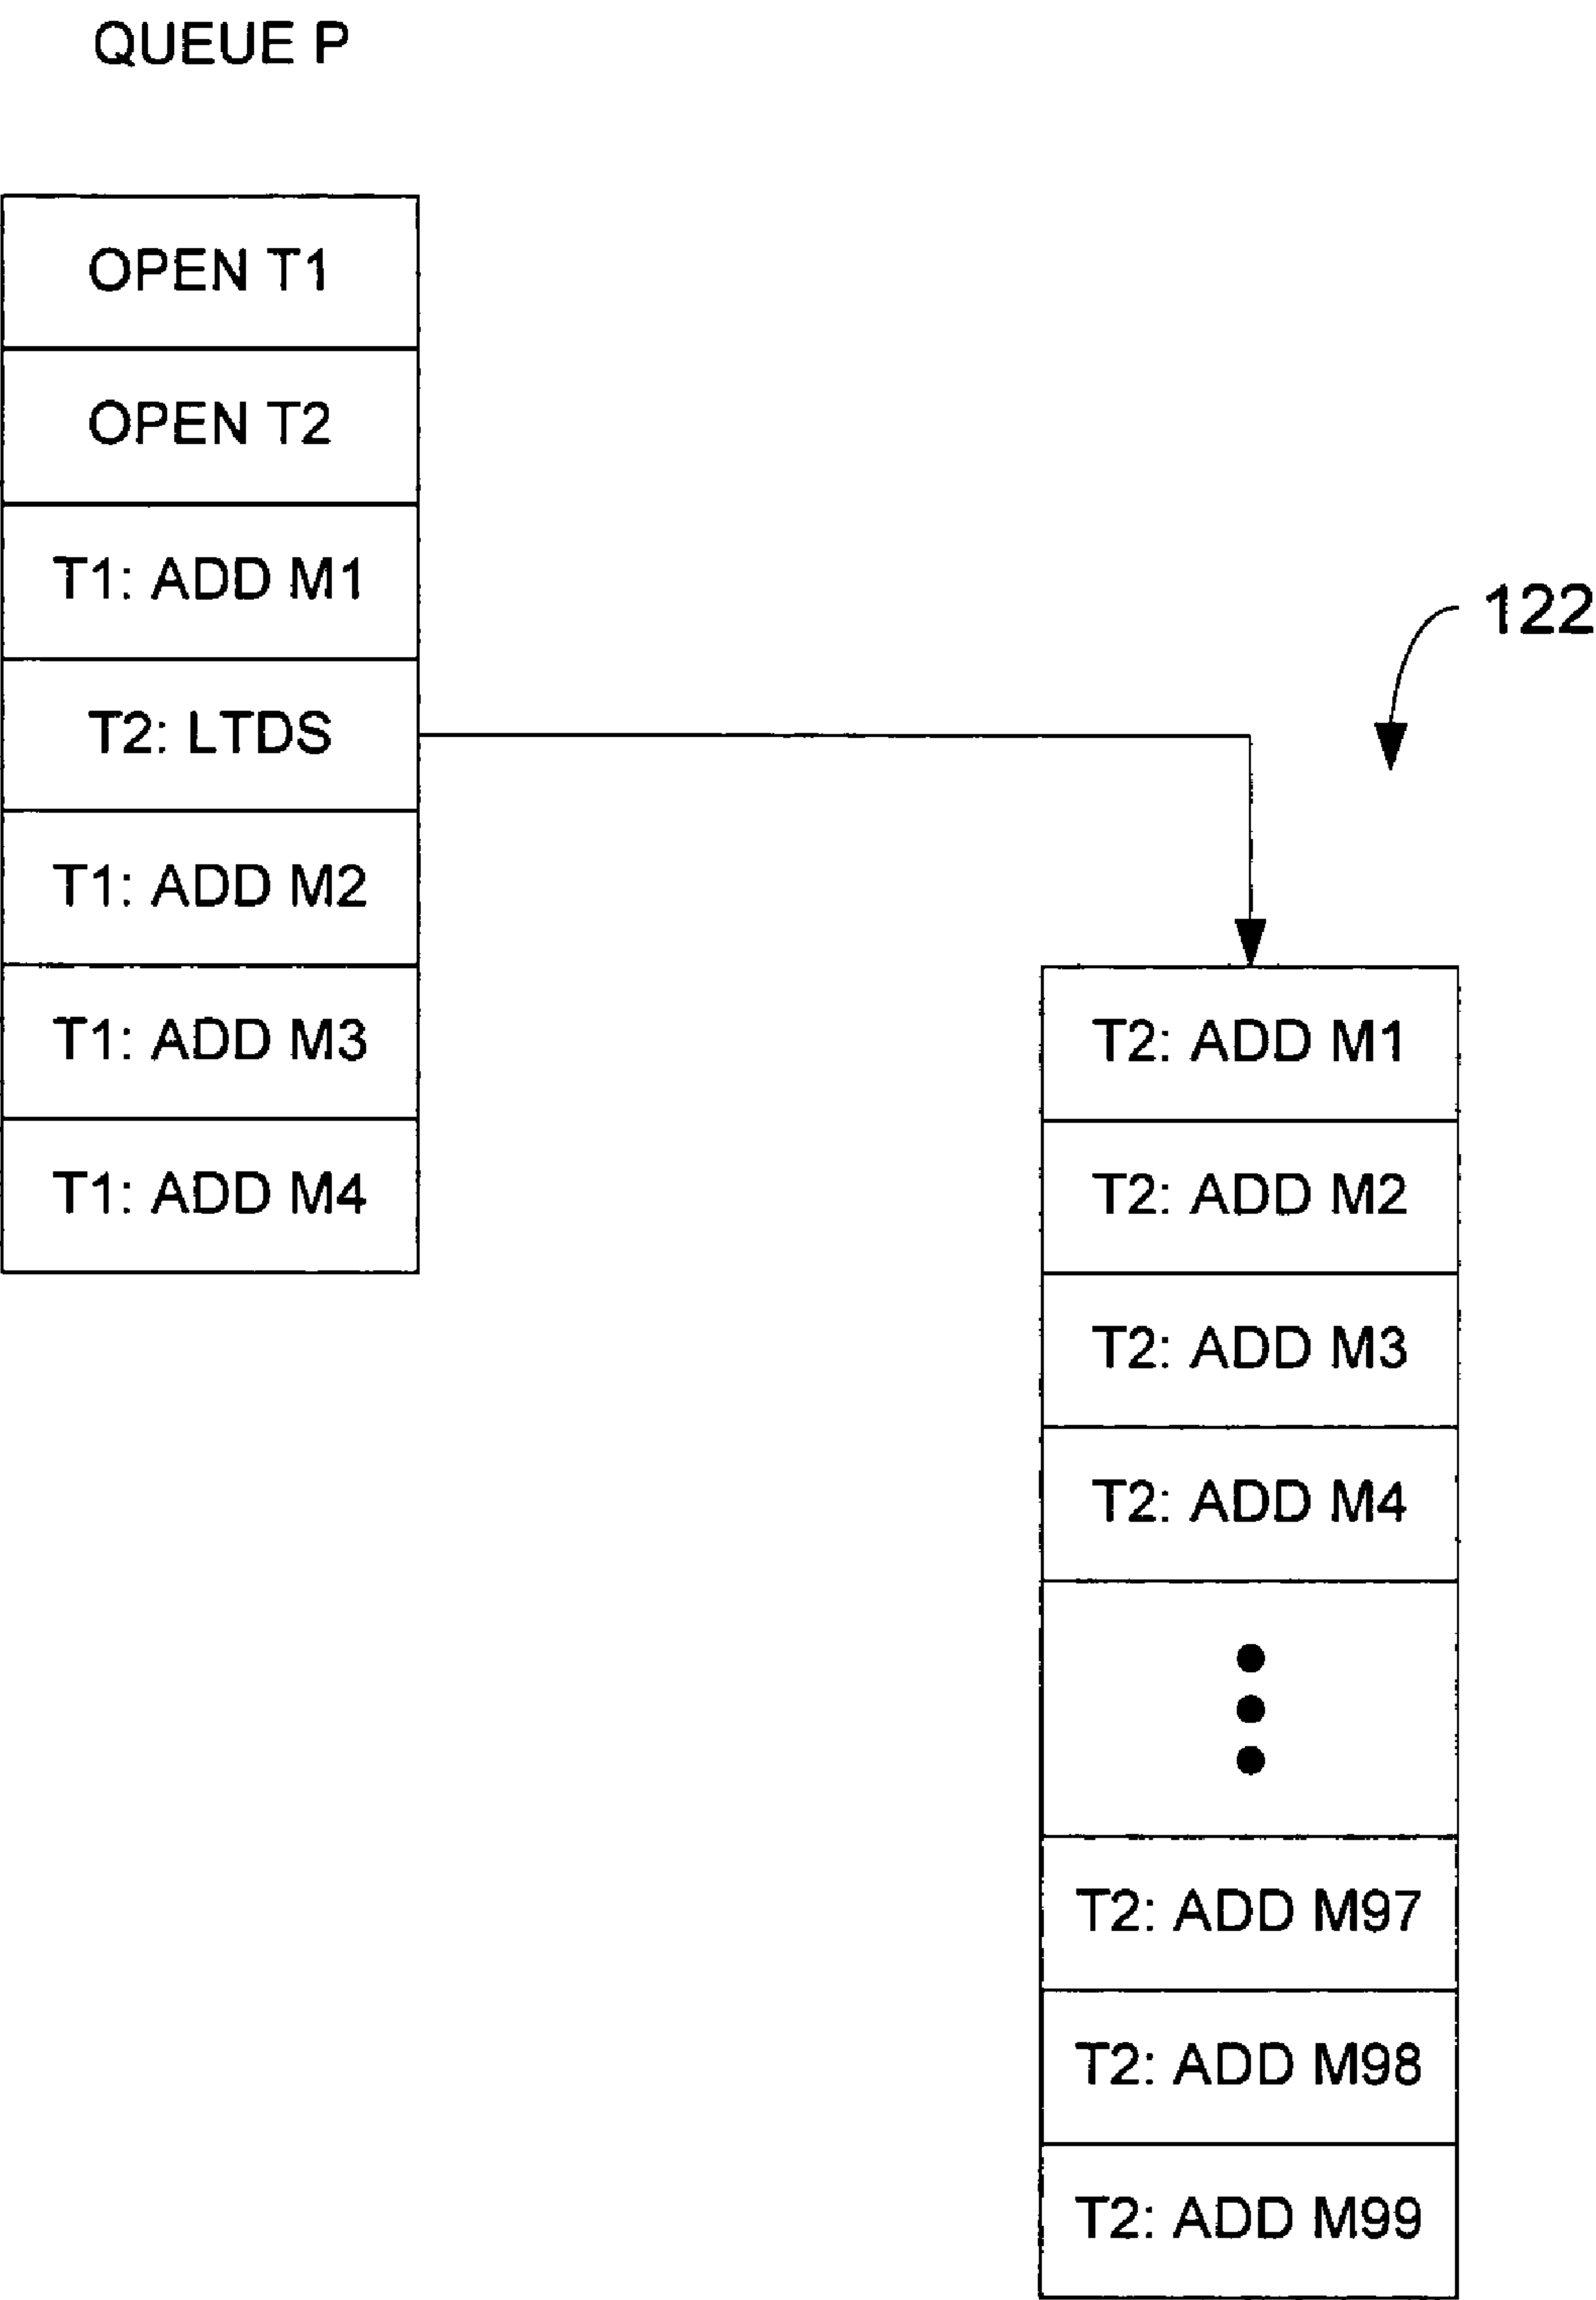 QUEUE P
OPEN T1
OPEN T2
T1: ADD M1
T2: LTDS
T1: ADD M2
T1: ADD M3
T1: ADD M4
122
T2: ADD M1
T2: ADD M2
T2: ADD M3
T2: ADD M4
T2: ADD M97
T2: ADD M98
T2: ADD M99